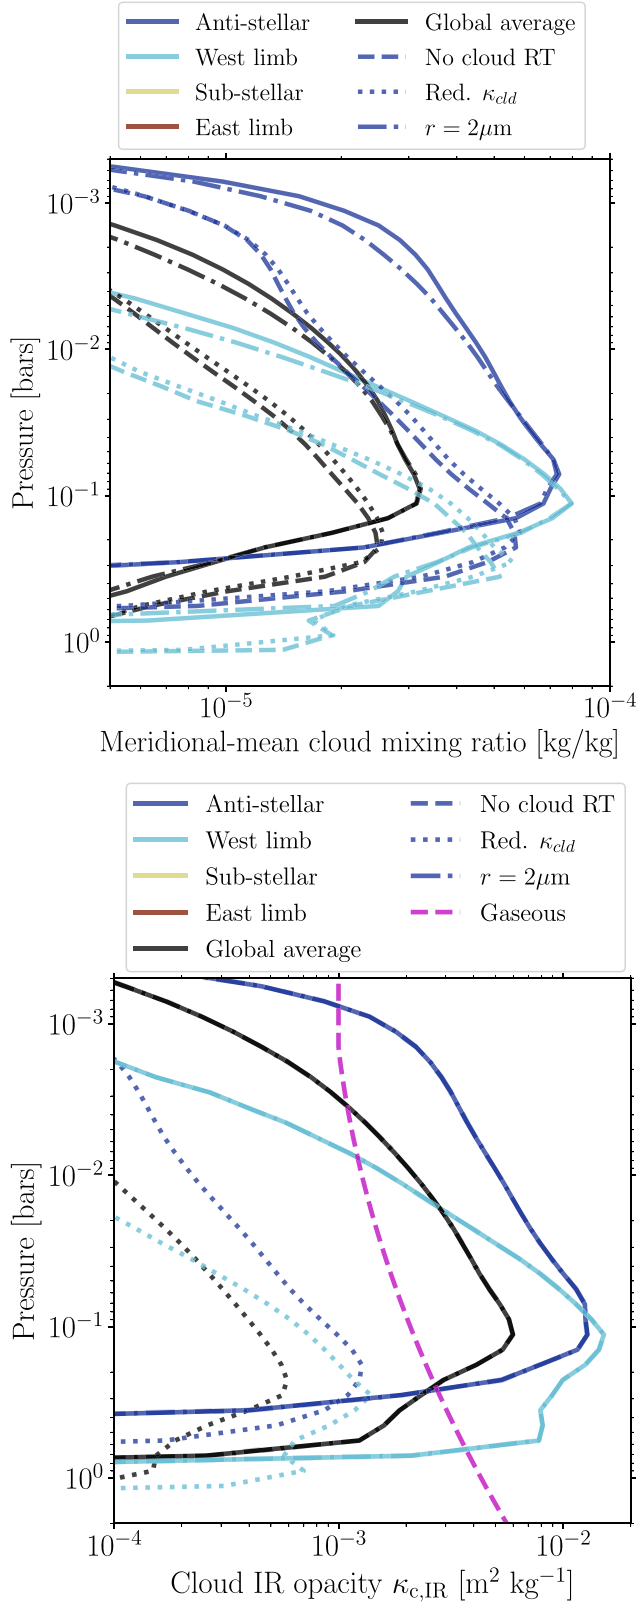 Anti-stellar
West limb
Sub-stellar
East limb
Global average
No cloud RT
Red. κcld
r = 2μm
10⁻³
10⁻²
10⁻¹
10⁰
Pressure [bars]
10⁻⁵
10⁻⁴
Meridional-mean cloud mixing ratio [kg/kg]
Anti-stellar
West limb
Sub-stellar
East limb
Global average
No cloud RT
Red. κcld
r = 2μm
Gaseous
10⁻³
10⁻²
10⁻¹
10⁰
Pressure [bars]
10⁻⁴
10⁻³
10⁻²
Cloud IR opacity κc,IR [m² kg⁻¹]